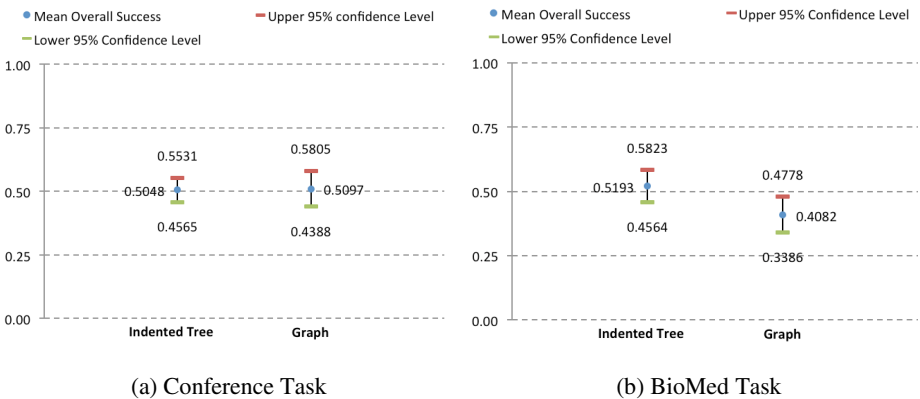 Mean Overall Success
Upper 95% confidence Level
Lower 95% Confidence Level
1.00
0.75
0.50
0.25
0.00
0.5531
0.5048
0.4565
0.5805
0.5097
0.4388
Indented Tree
Graph
(a) Conference Task
Mean Overall Success
Upper 95% Confidence Level
Lower 95% Confidence Level
1.00
0.75
0.50
0.25
0.00
0.5823
0.5193
0.4564
0.4778
0.4082
0.3386
Indented Tree
Graph
(b) BioMed Task